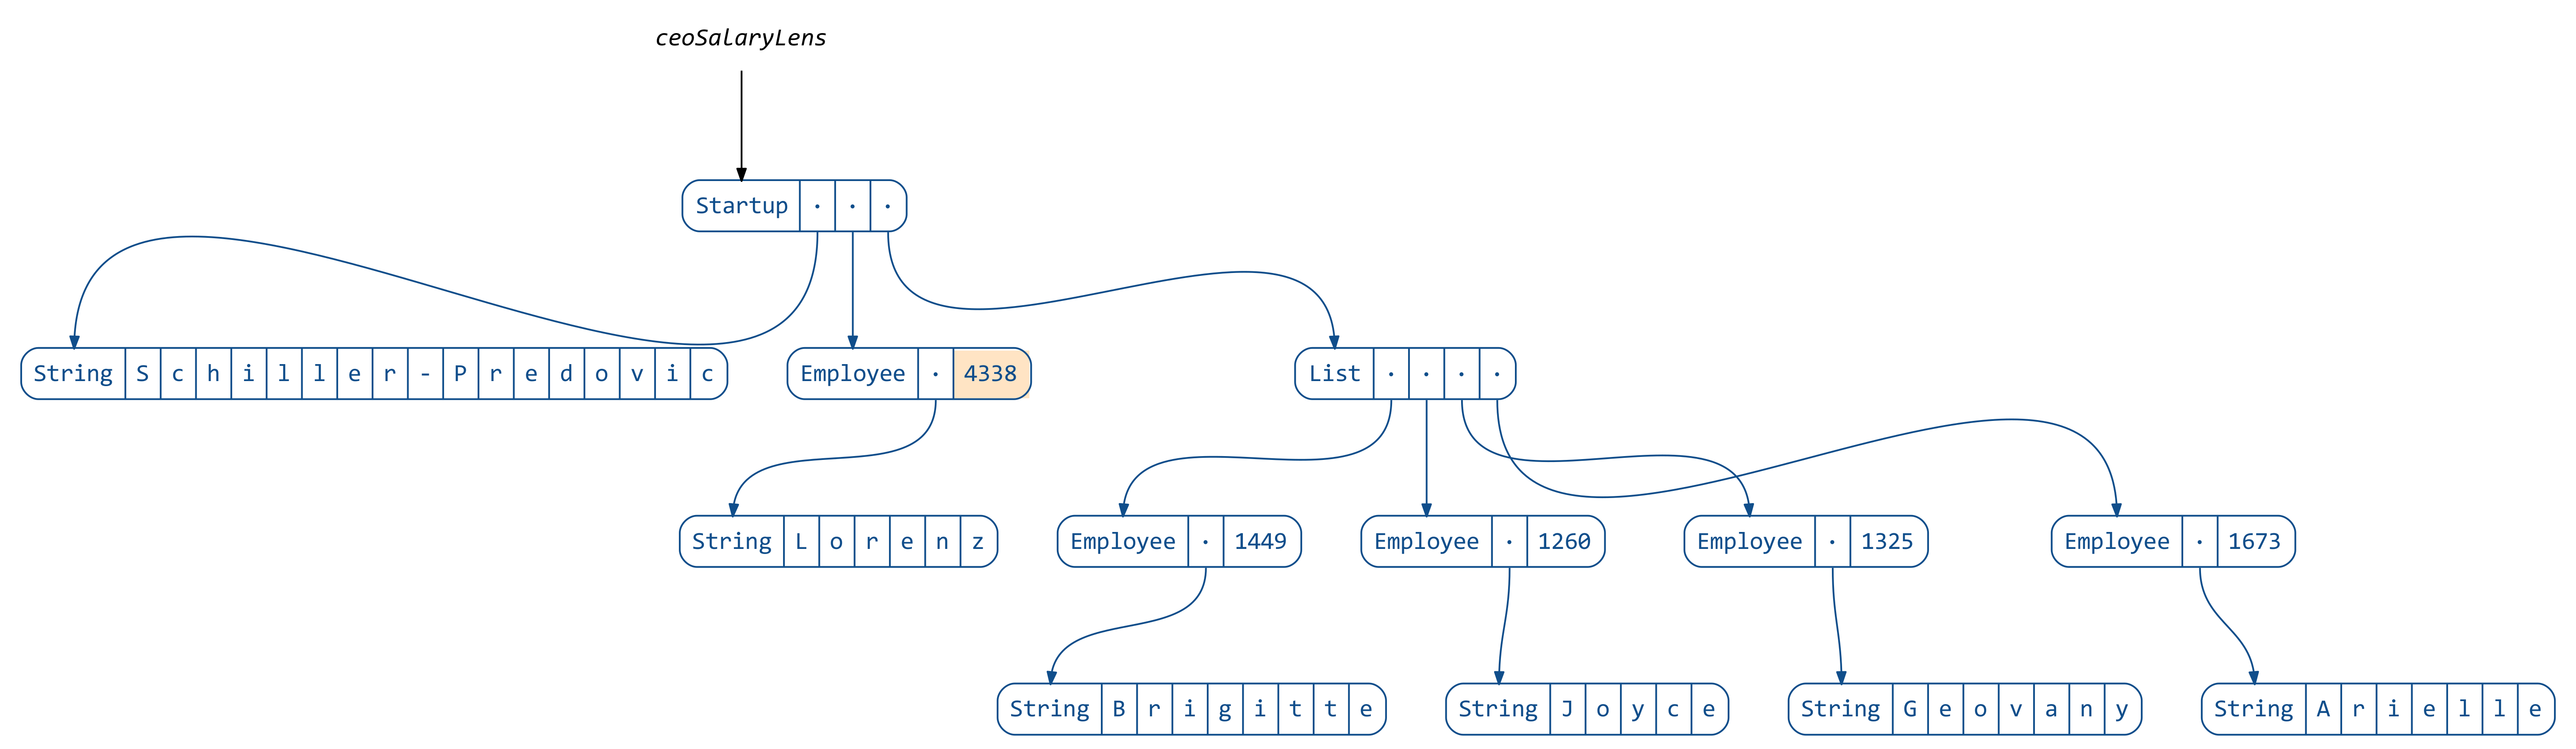 ceoSalaryLens
Startup · · ·
String S c h i l l e r - P r e d o v i c
Employee · 4338
List · · · ·
String L o r e n z
Employee · 1449
Employee · 1260
Employee · 1325
Employee · 1673
String B r i g i t t e
String J o y c e
String G e o v a n y
String A r i e l l e